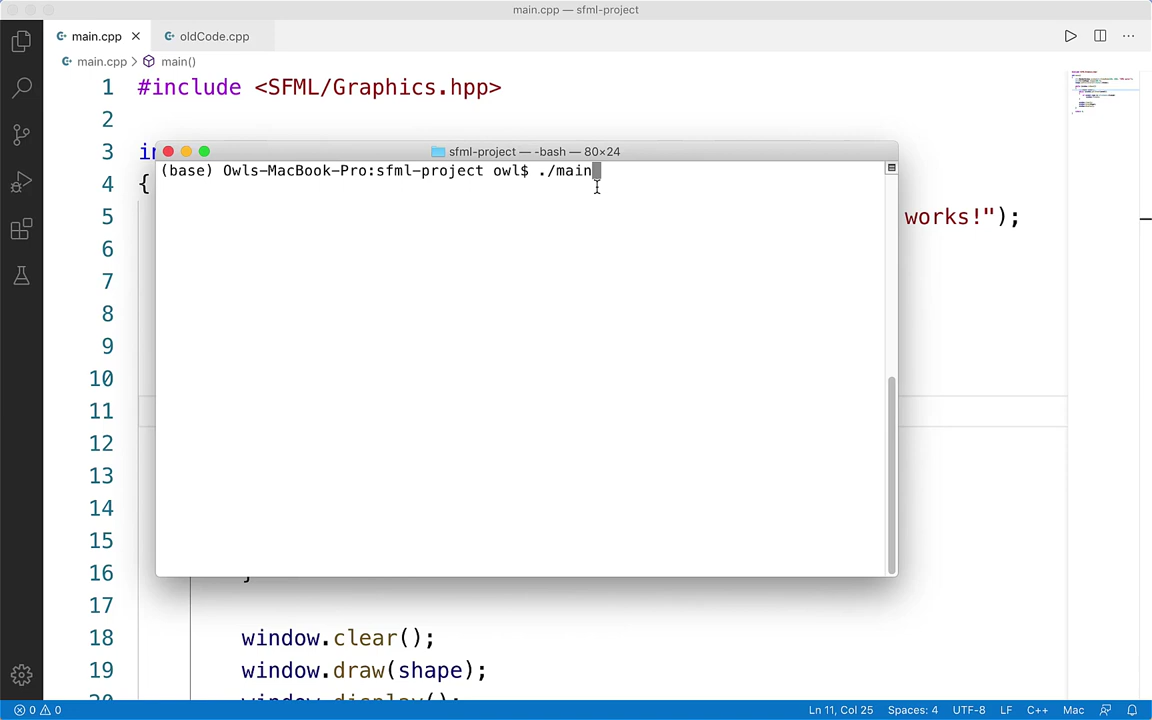 main.cpp — sfml-project
main.cpp oldCode.cpp
main.cpp main()
1 #include <SFML/Graphics.hpp>
2
sfml-project — -bash — 80×24
(base) Owls-MacBook-Pro:sfml-project owl$ ./main
3
4 {
5 works!");
6
7
8
9
10
11
12
13
14
15
16 }
17
18 window.clear();
19 window.draw(shape);
20 window.display();
0 0 Ln 11, Col 25 Spaces: 4 UTF-8 LF C++ Mac